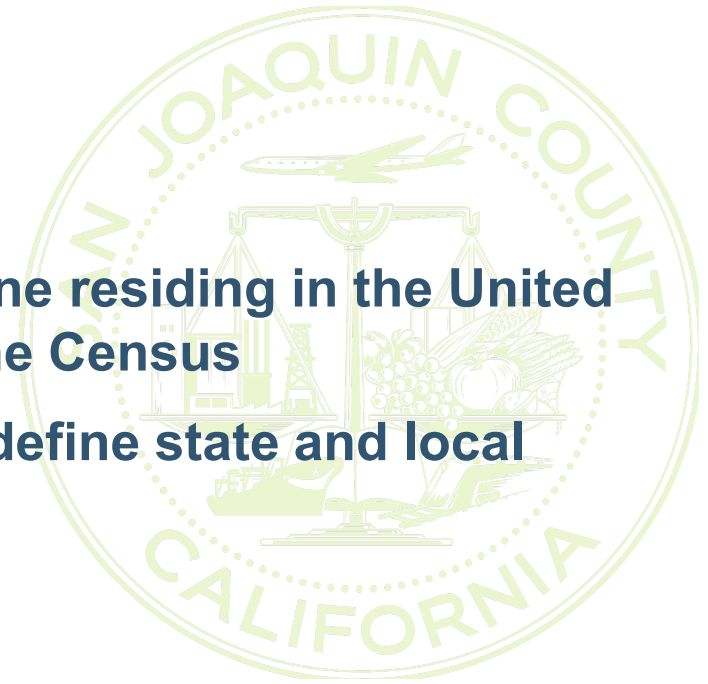 SAN JOAQUIN COUNTY
ne residing in the United
ne Census
define state and local
CALIFORNIA